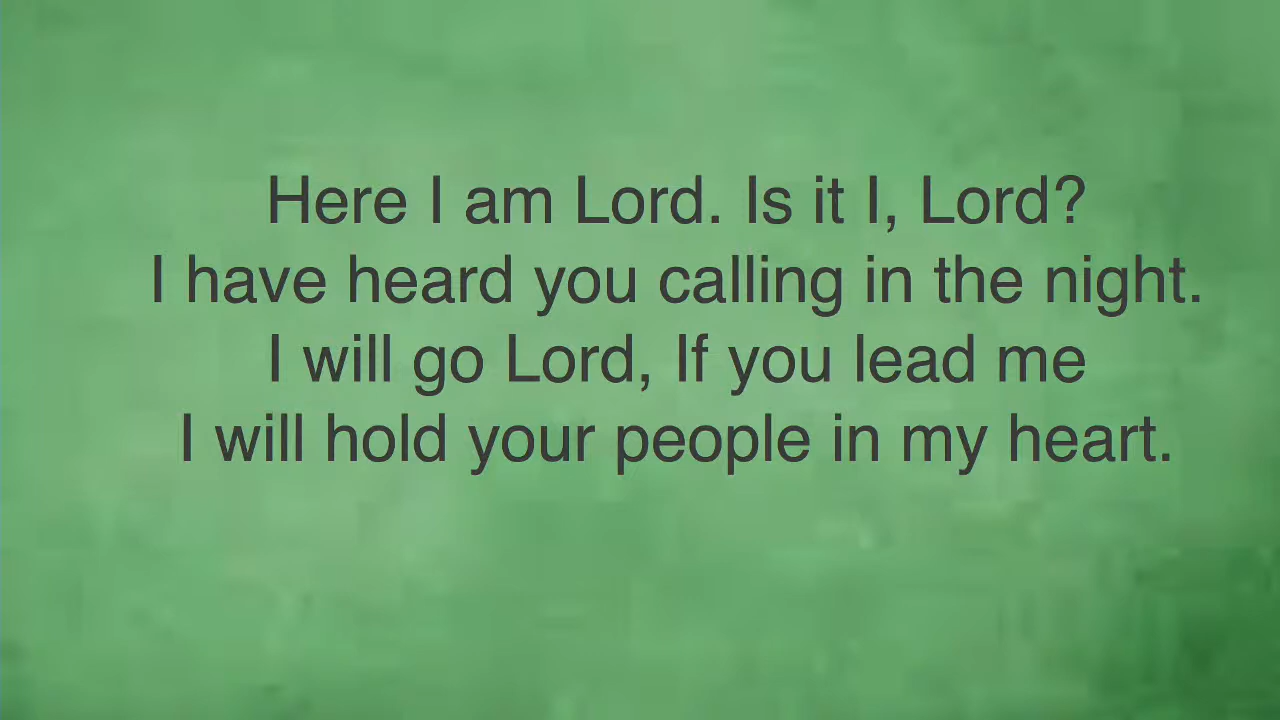 Here I am Lord. Is it I, Lord?
I have heard you calling in the night.
I will go Lord, If you lead me
I will hold your people in my heart.